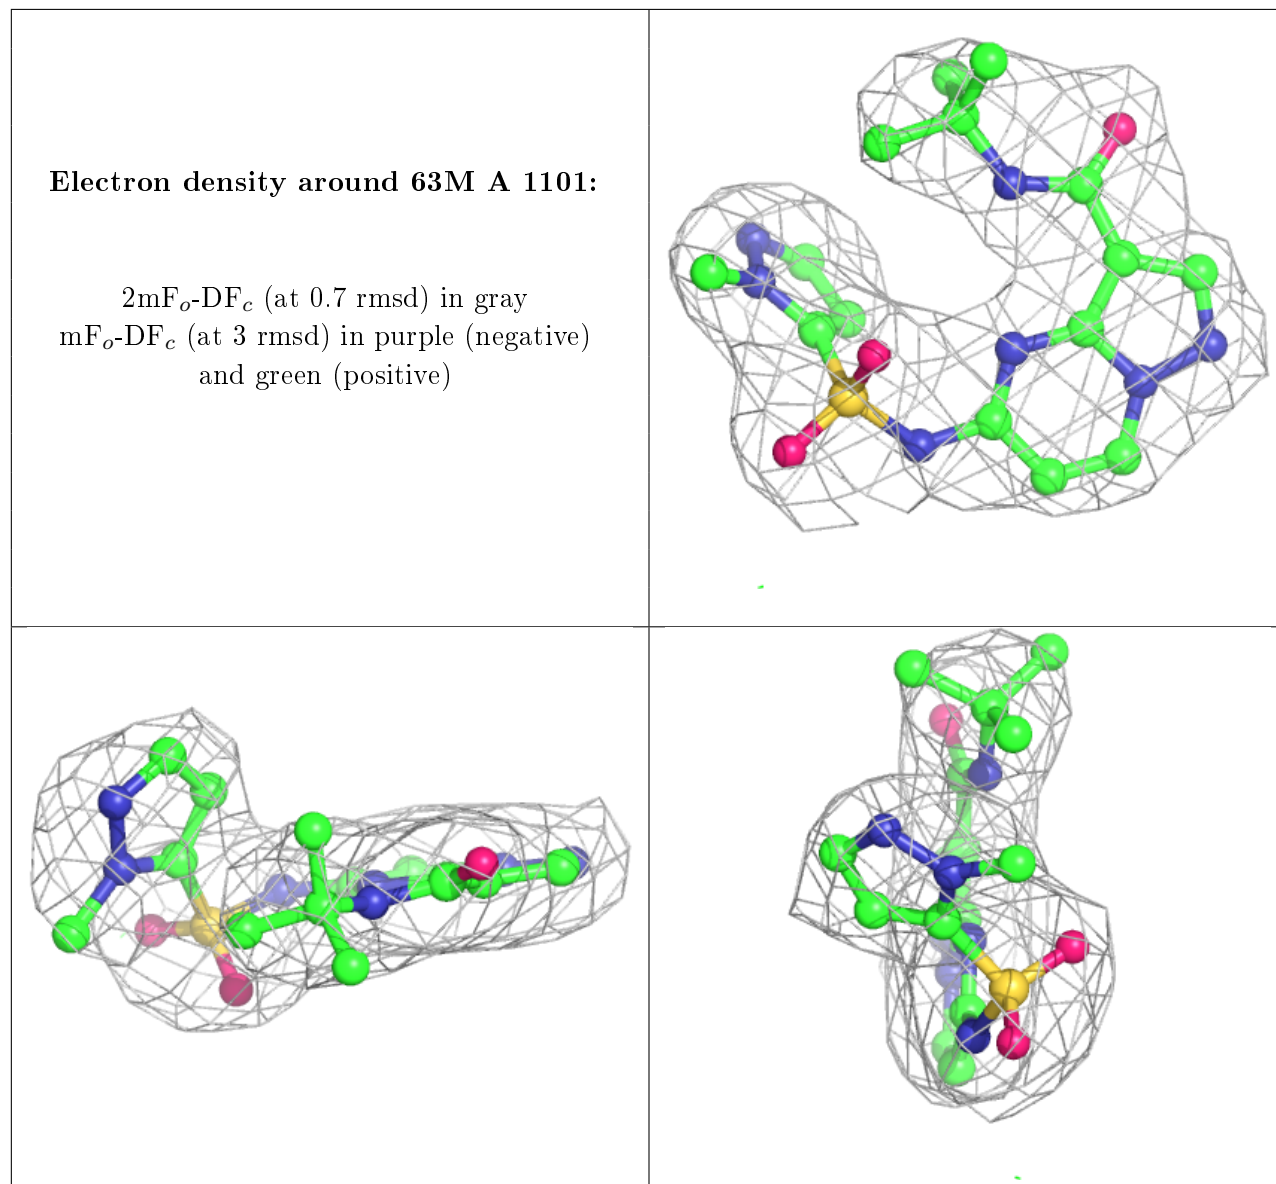 Electron density around 63M A 1101:
2mFo-DFc (at 0.7 rmsd) in gray
mFo-DFc (at 3 rmsd) in purple (negative)
and green (positive)